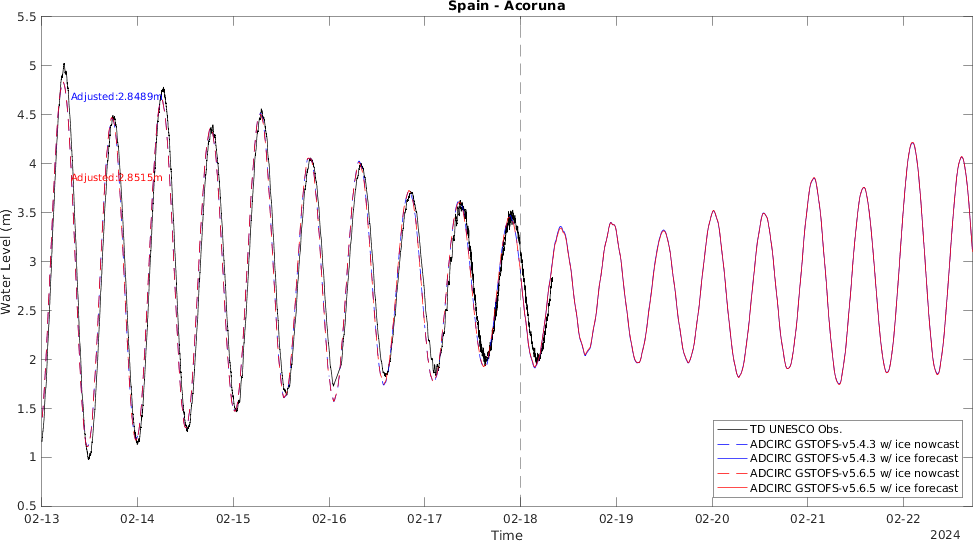 Spain - Acoruna
5.5
5
4.5
4
3.5
3
2.5
2
1.5
1
0.5
Water Level (m)
Adjusted:2.8489m
Adjusted:2.8515m
TD UNESCO Obs.
ADCIRC GSTOFS-v5.4.3 w/ ice nowcast
ADCIRC GSTOFS-v5.4.3 w/ ice forecast
ADCIRC GSTOFS-v5.6.5 w/ ice nowcast
ADCIRC GSTOFS-v5.6.5 w/ ice forecast
02-13 02-14 02-15 02-16 02-17 02-18 02-19 02-20 02-21 02-22
Time
2024